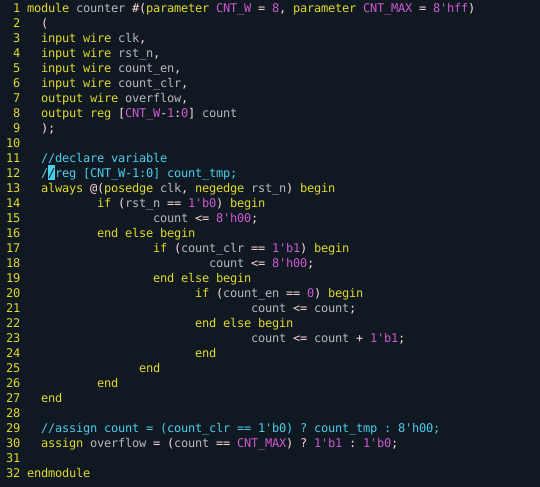 1 module counter #(parameter CNT_W = 8, parameter CNT_MAX = 8'hff)
2   (
3   input wire clk,
4   input wire rst_n,
5   input wire count_en,
6   input wire count_clr,
7   output wire overflow,
8   output reg [CNT_W-1:0] count
9   );
10
11   //declare variable
12   //reg [CNT_W-1:0] count_tmp;
13   always @(posedge clk, negedge rst_n) begin
14           if (rst_n == 1'b0) begin
15                   count <= 8'h00;
16           end else begin
17                   if (count_clr == 1'b1) begin
18                           count <= 8'h00;
19                   end else begin
20                         if (count_en == 0) begin
21                                 count <= count;
22                         end else begin
23                                 count <= count + 1'b1;
24                         end
25                 end
26           end
27   end
28
29   //assign count = (count_clr == 1'b0) ? count_tmp : 8'h00;
30   assign overflow = (count == CNT_MAX) ? 1'b1 : 1'b0;
31
32 endmodule